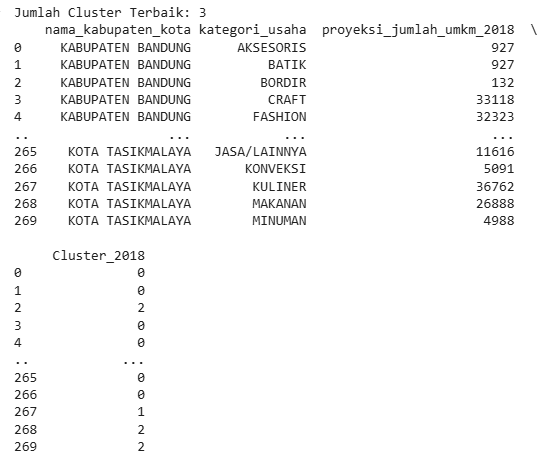 Jumlah Cluster Terbaik: 3
nama_kabupaten_kota kategori_usaha proyeksi_jumlah_umkm_2018 \
0 KABUPATEN BANDUNG AKSESORIS 927
1 KABUPATEN BANDUNG BATIK 927
2 KABUPATEN BANDUNG BORDIR 132
3 KABUPATEN BANDUNG CRAFT 33118
4 KABUPATEN BANDUNG FASHION 32323
.. ... ... ...
265 KOTA TASIKMALAYA JASA/LAINNYA 11616
266 KOTA TASIKMALAYA KONVEKSI 5091
267 KOTA TASIKMALAYA KULINER 36762
268 KOTA TASIKMALAYA MAKANAN 26888
269 KOTA TASIKMALAYA MINUMAN 4988
Cluster_2018
0 0
1 0
2 2
3 0
4 0
.. ...
265 0
266 0
267 1
268 2
269 2